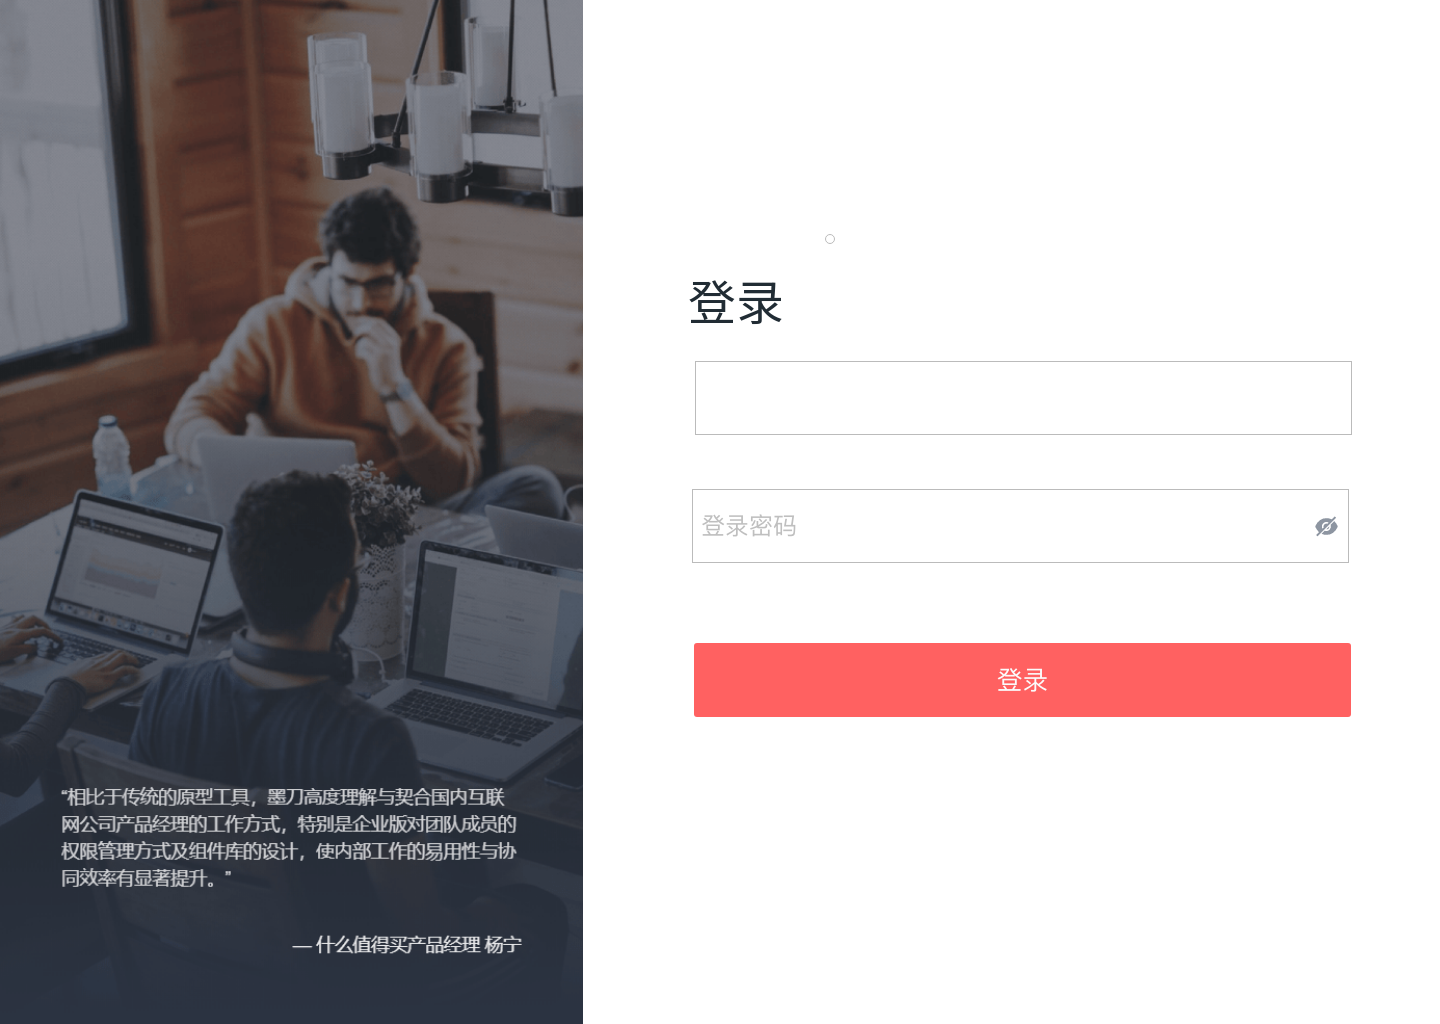 登录
登录密码
登录
“相比于传统的原型工具，墨刀高度理解与契合国内互联
网公司产品经理的工作方式，特别是企业版对团队成员的
权限管理方式及组件库的设计，使内部工作的易用性与协
同效率有显著提升。”
— 什么值得买产品经理 杨宁